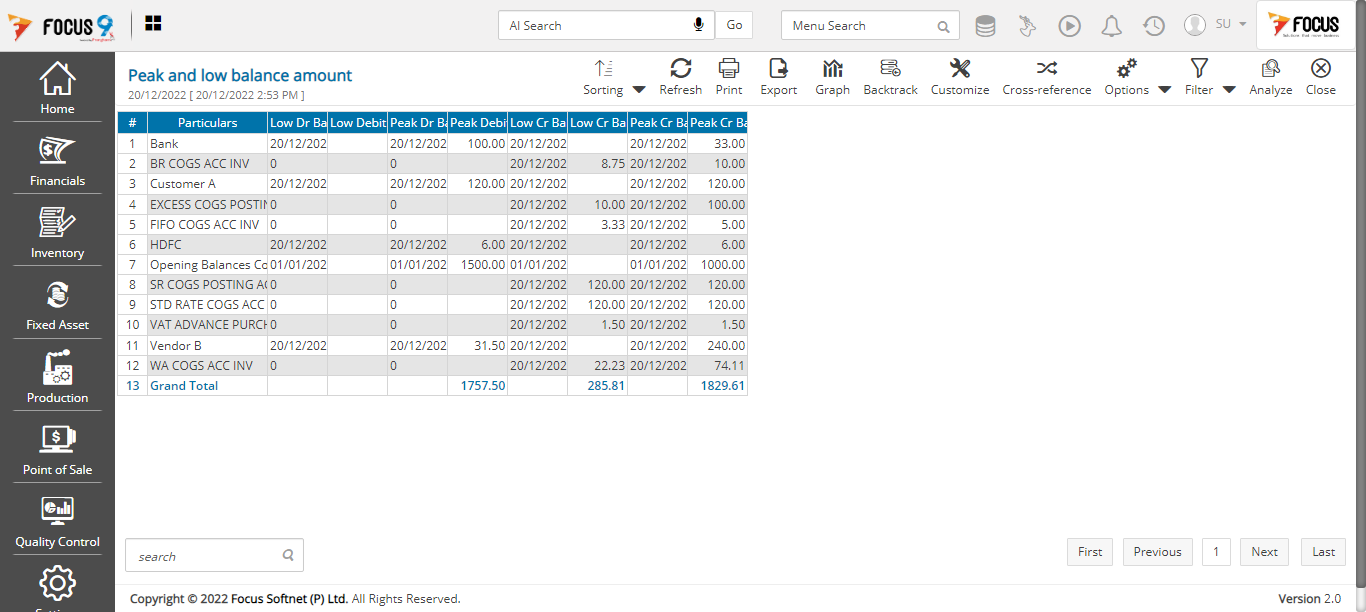 FOCUS 9
AI Search
Go
Menu Search
SU
FOCUS
Home
Financials
Inventory
Fixed Asset
Production
Point of Sale
Quality Control
Peak and low balance amount
20/12/2022 [ 20/12/2022 2:53 PM ]
Sorting Refresh Print Export Graph Backtrack Customize Cross-reference Options Filter Analyze Close
# Particulars Low Dr Ba Low Debit Peak Dr Ba Peak Debi Low Cr Ba Low Cr Ba Peak Cr Ba Peak Cr Ba
1 Bank 20/12/202 20/12/202 100.00 20/12/202 20/12/202 33.00
2 BR COGS ACC INV 0 0 20/12/202 8.75 20/12/202 10.00
3 Customer A 20/12/202 20/12/202 120.00 20/12/202 20/12/202 120.00
4 EXCESS COGS POSTIN 0 0 20/12/202 10.00 20/12/202 100.00
5 FIFO COGS ACC INV 0 0 20/12/202 3.33 20/12/202 5.00
6 HDFC 20/12/202 20/12/202 6.00 20/12/202 20/12/202 6.00
7 Opening Balances Co 01/01/202 01/01/202 1500.00 01/01/202 01/01/202 1000.00
8 SR COGS POSTING A 0 0 20/12/202 120.00 20/12/202 120.00
9 STD RATE COGS ACC 0 0 20/12/202 120.00 20/12/202 120.00
10 VAT ADVANCE PURCH 0 0 20/12/202 1.50 20/12/202 1.50
11 Vendor B 20/12/202 20/12/202 31.50 20/12/202 20/12/202 240.00
12 WA COGS ACC INV 0 0 20/12/202 22.23 20/12/202 74.11
13 Grand Total 1757.50 285.81 1829.61
search
First Previous 1 Next Last
Copyright © 2022 Focus Softnet (P) Ltd. All Rights Reserved.
Version 2.0